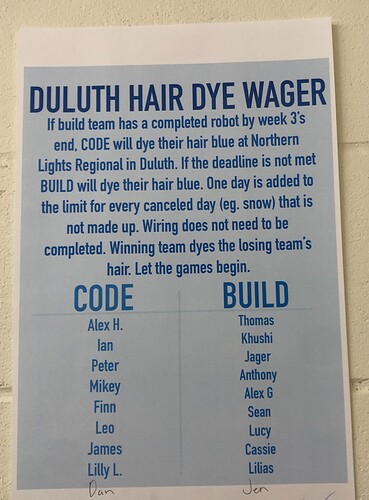 DULUTH HAIR DYE WAGER
If build team has a completed robot by week 3's
end, CODE will dye their hair blue at Northern
Lights Regional in Duluth. If the deadline is not met
BUILD will dye their hair blue. One day is added to
the limit for every canceled day (eg. snow) that is
not made up. Wiring does not need to be
completed. Winning team dyes the losing team's
hair. Let the games begin.
CODE
Alex H.
Ian
Peter
Mikey
Finn
Leo
James
Lilly L.
Dan
BUILD
Thomas
Khushi
Jager
Anthony
Alex G
Sean
Lucy
Cassie
Lilias
Jen